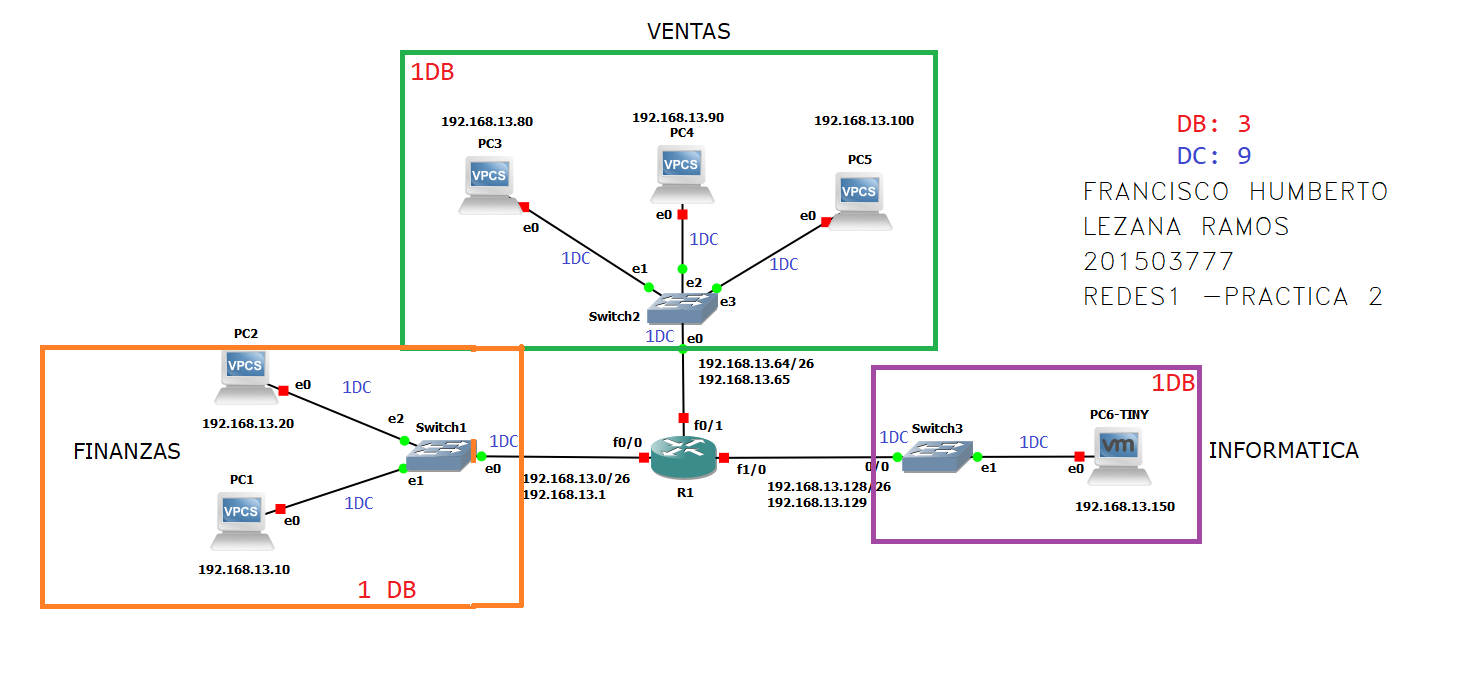 VENTAS
1DB
192.168.13.80
PC3
VPCS
e0
192.168.13.90
PC4
VPCS
e0
192.168.13.100
PC5
VPCS
e0
1DC
1DC
1DC
e1
e2
e3
Switch2
1DC
e0
192.168.13.64/26
192.168.13.65
DB: 3
DC: 9
FRANCISCO HUMBERTO
LEZANA RAMOS
201503777
REDES1 -PRACTICA 2
FINANZAS
PC2
VPCS
e0
1DC
192.168.13.20
e2
Switch1
1DC
e0
e1
PC1
VPCS
e0
1DC
192.168.13.10
1 DB
f0/0
192.168.13.0/26
192.168.13.1
f0/1
R1
f1/0
192.168.13.128/26
192.168.13.129
1DB
1DC
0/0
Switch3
e1
1DC
PC6-TINY
vm
e0
192.168.13.150
INFORMATICA